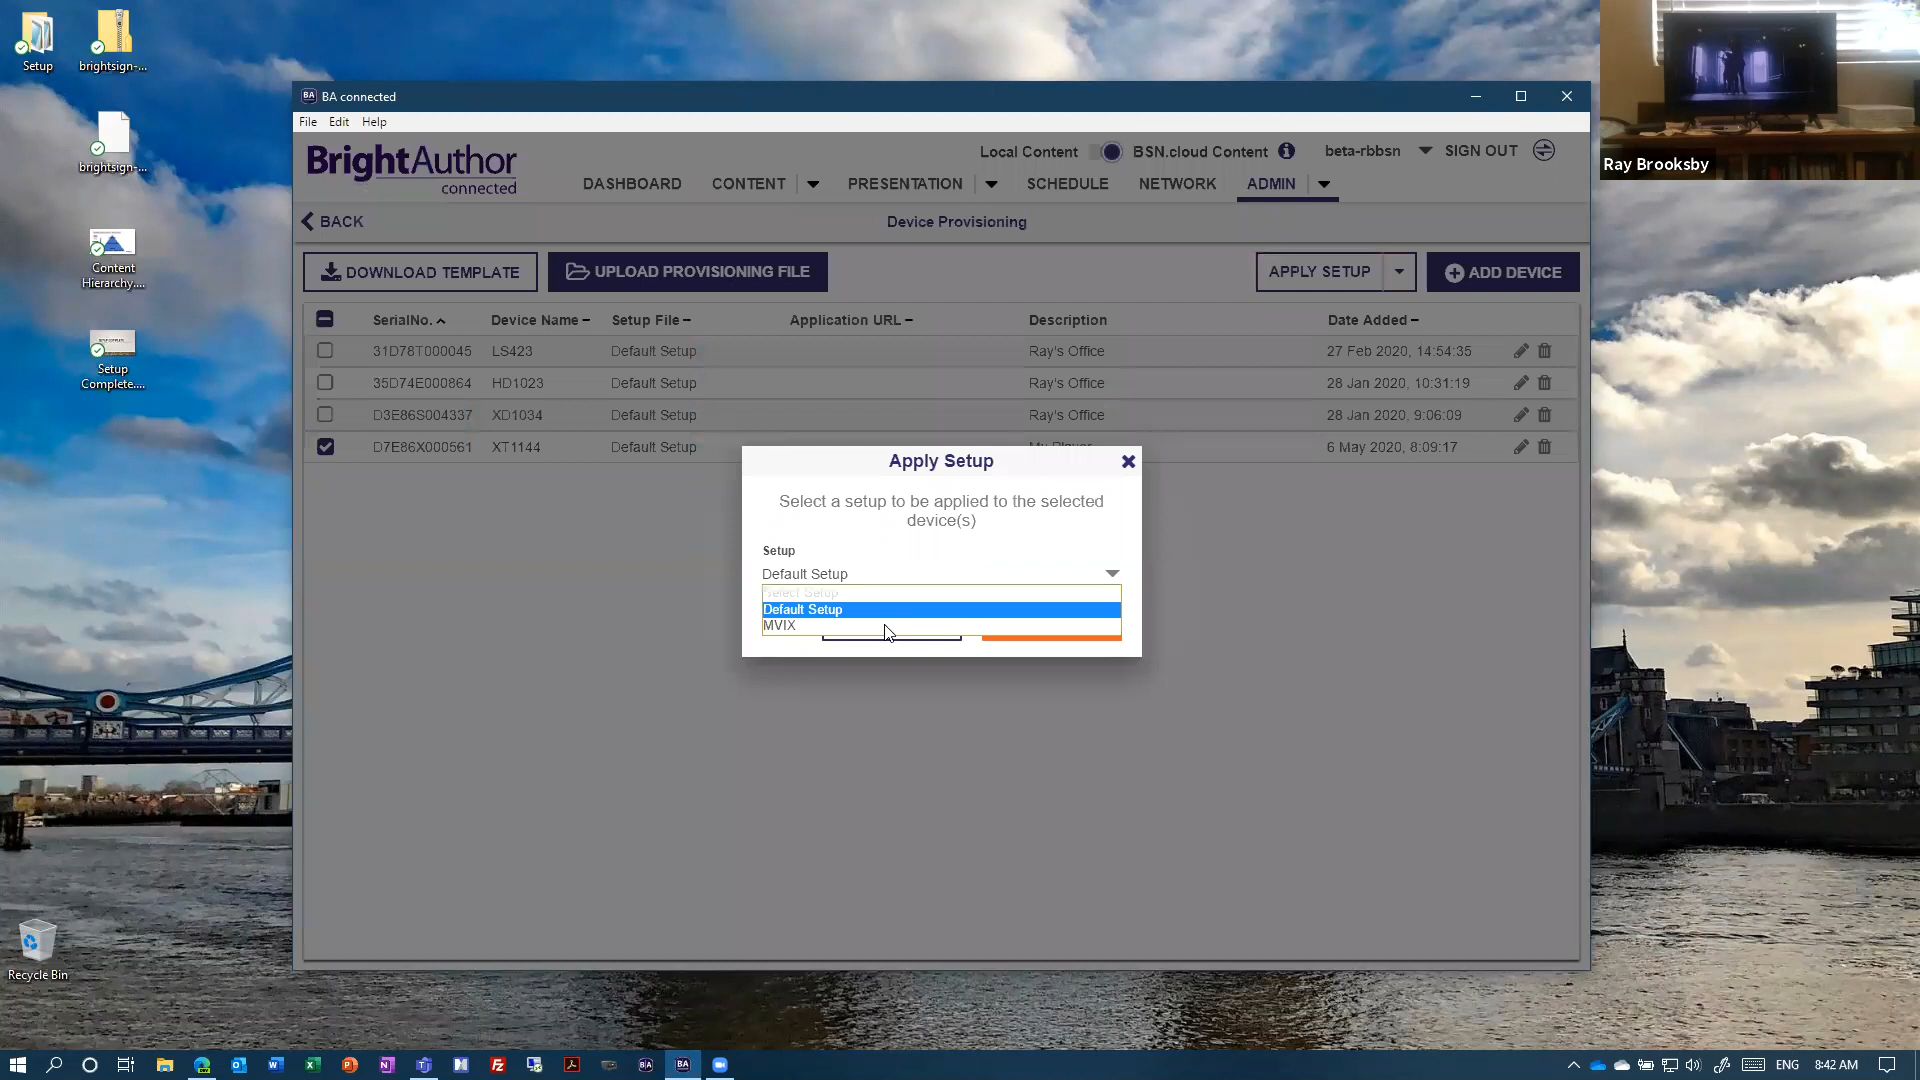 Setup
brightsign-...
brightsign-...
Content
Hierarchy....
Setup
Complete....
Recycle Bin
BA connected
File Edit Help
BrightAuthor
connected
Local Content BSN.cloud Content beta-rbbsn SIGN OUT
DASHBOARD CONTENT PRESENTATION SCHEDULE NETWORK ADMIN
BACK Device Provisioning
DOWNLOAD TEMPLATE UPLOAD PROVISIONING FILE APPLY SETUP ADD DEVICE
SerialNo. Device Name Setup File Application URL Description Date Added
31D78T000045 LS423 Default Setup Ray's Office 27 Feb 2020, 14:54:35
35D74E000864 HD1023 Default Setup Ray's Office 28 Jan 2020, 10:31:19
D3E86S004337 XD1034 Default Setup Ray's Office 28 Jan 2020, 9:06:09
D7E86X000561 XT1144 Default Setup My Player 6 May 2020, 8:09:17
Apply Setup
Select a setup to be applied to the selected
device(s)
Setup
Default Setup
Select Setup
Default Setup
MVIX
Ray Brooksby
ENG 8:42 AM